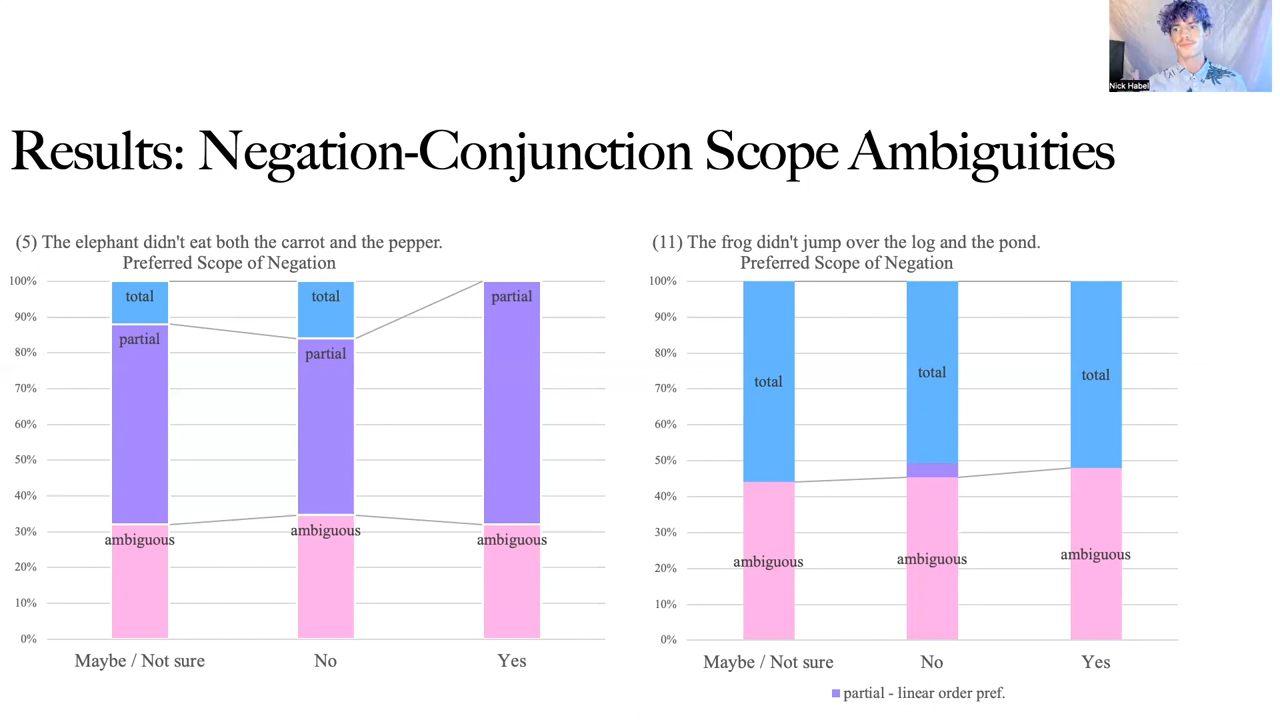 Nick Habel
Results: Negation-Conjunction Scope Ambiguities
(5) The elephant didn't eat both the carrot and the pepper.
Preferred Scope of Negation
100%
90%
80%
70%
60%
50%
40%
30%
20%
10%
0%
total
partial
ambiguous
total
partial
ambiguous
partial
ambiguous
Maybe / Not sure
No
Yes
(11) The frog didn't jump over the log and the pond.
Preferred Scope of Negation
100%
90%
80%
70%
60%
50%
40%
30%
20%
10%
0%
total
ambiguous
total
ambiguous
total
ambiguous
Maybe / Not sure
No
Yes
partial - linear order pref.